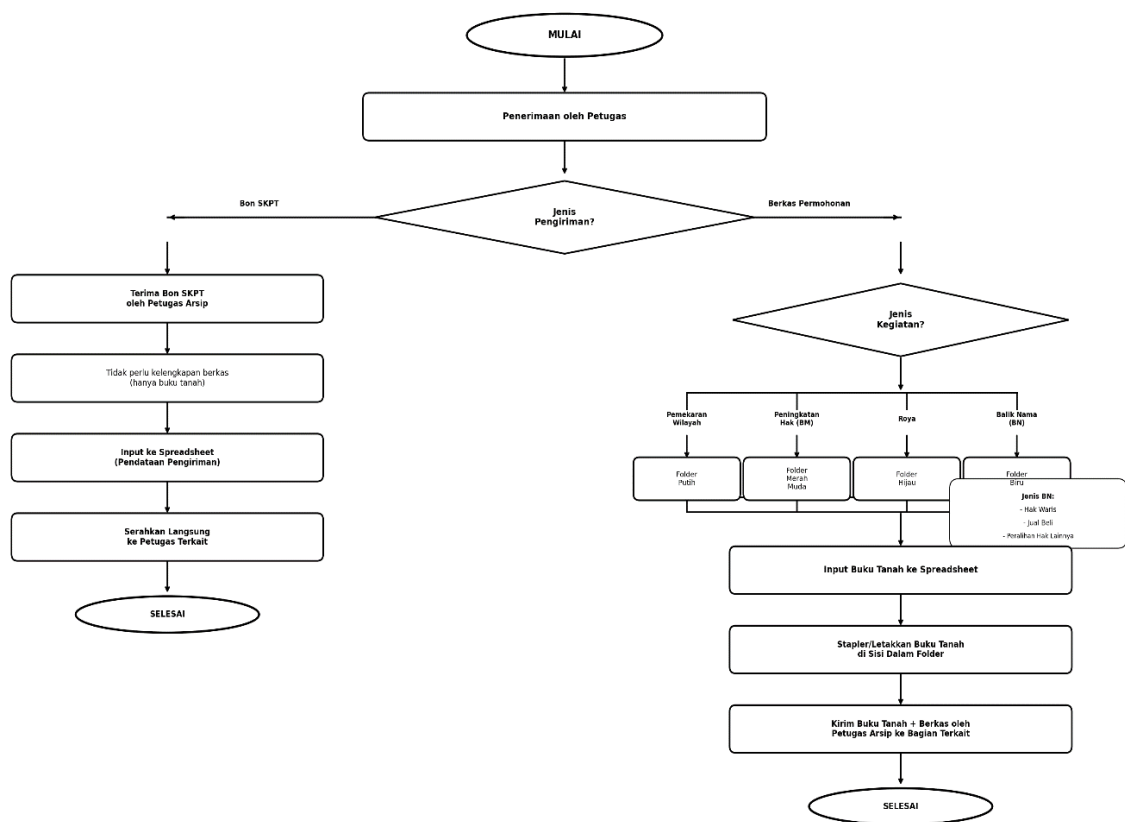 MULAI
Penerimaan oleh Petugas
Jenis
Pengiriman?
Bon SKPT
Berkas Permohonan
Terima Bon SKPT
oleh Petugas Arsip
Tidak perlu kelengkapan berkas
(hanya buku tanah)
Input ke Spreadsheet
(Pendataan Pengiriman)
Serahkan Langsung
ke Petugas Terkait
SELESAI
Jenis
Kegiatan?
Pemekaran
Wilayah
Peningkatan
Hak (BM)
Roya
Balik Nama
(BN)
Folder
Putih
Folder
Merah
Muda
Folder
Hijau
Folder
Biru
Jenis BN:
- Hak Waris
- Jual Beli
- Peralihan Hak Lainnya
Input Buku Tanah ke Spreadsheet
Stapler/Letakkan Buku Tanah
di Sisi Dalam Folder
Kirim Buku Tanah + Berkas oleh
Petugas Arsip ke Bagian Terkait
SELESAI